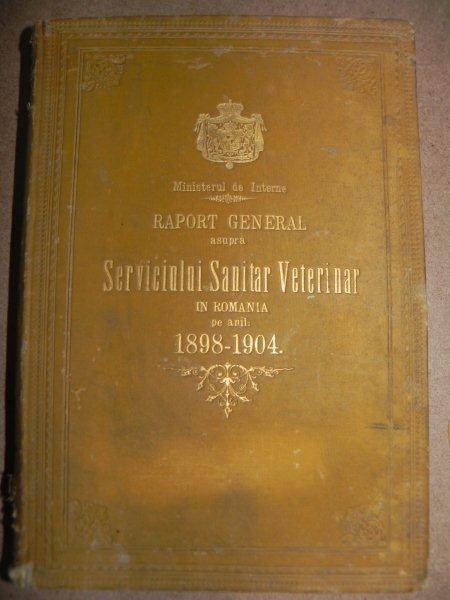 Ministerul de Interne
RAPORT GENERAL
asupra
Serviciului Sanitar Veterinar
IN ROMANIA
pe anii:
1898-1904.